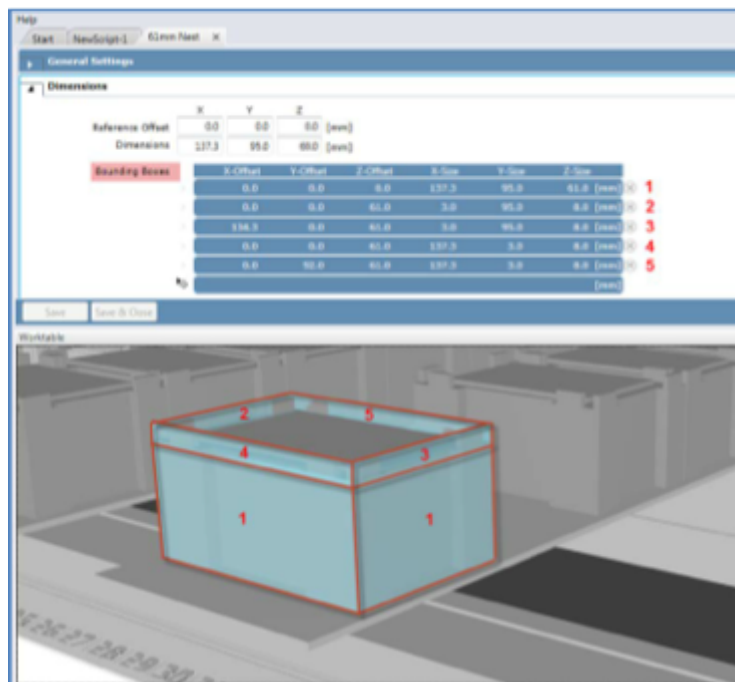 Help
Start NewScript-1 61mm Nest ×
General Settings
Dimensions
X Y Z
Reference Offset 0.0 0.0 0.0 [mm]
Dimensions 137.3 95.0 69.0 [mm]
Bounding Boxes X-Offset Y-Offset Z-Offset X-Size Y-Size Z-Size
0.0 0.0 0.0 137.3 95.0 61.0 [mm] 1
0.0 0.0 61.0 3.0 95.0 8.0 [mm] 2
134.3 0.0 61.0 3.0 95.0 8.0 [mm] 3
0.0 0.0 61.0 137.3 3.0 8.0 [mm] 4
0.0 92.0 61.0 137.3 3.0 8.0 [mm] 5
[mm]
Save Save & Close
Worktable
2 5
4 3
1 1
25 26 27 28 29 30